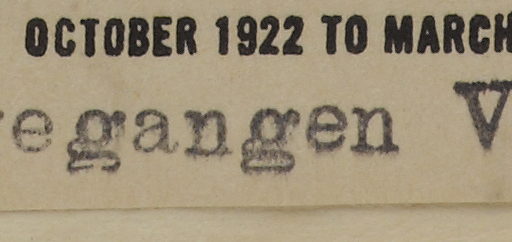 OCTOBER 1922 TO MARCH
egangen V